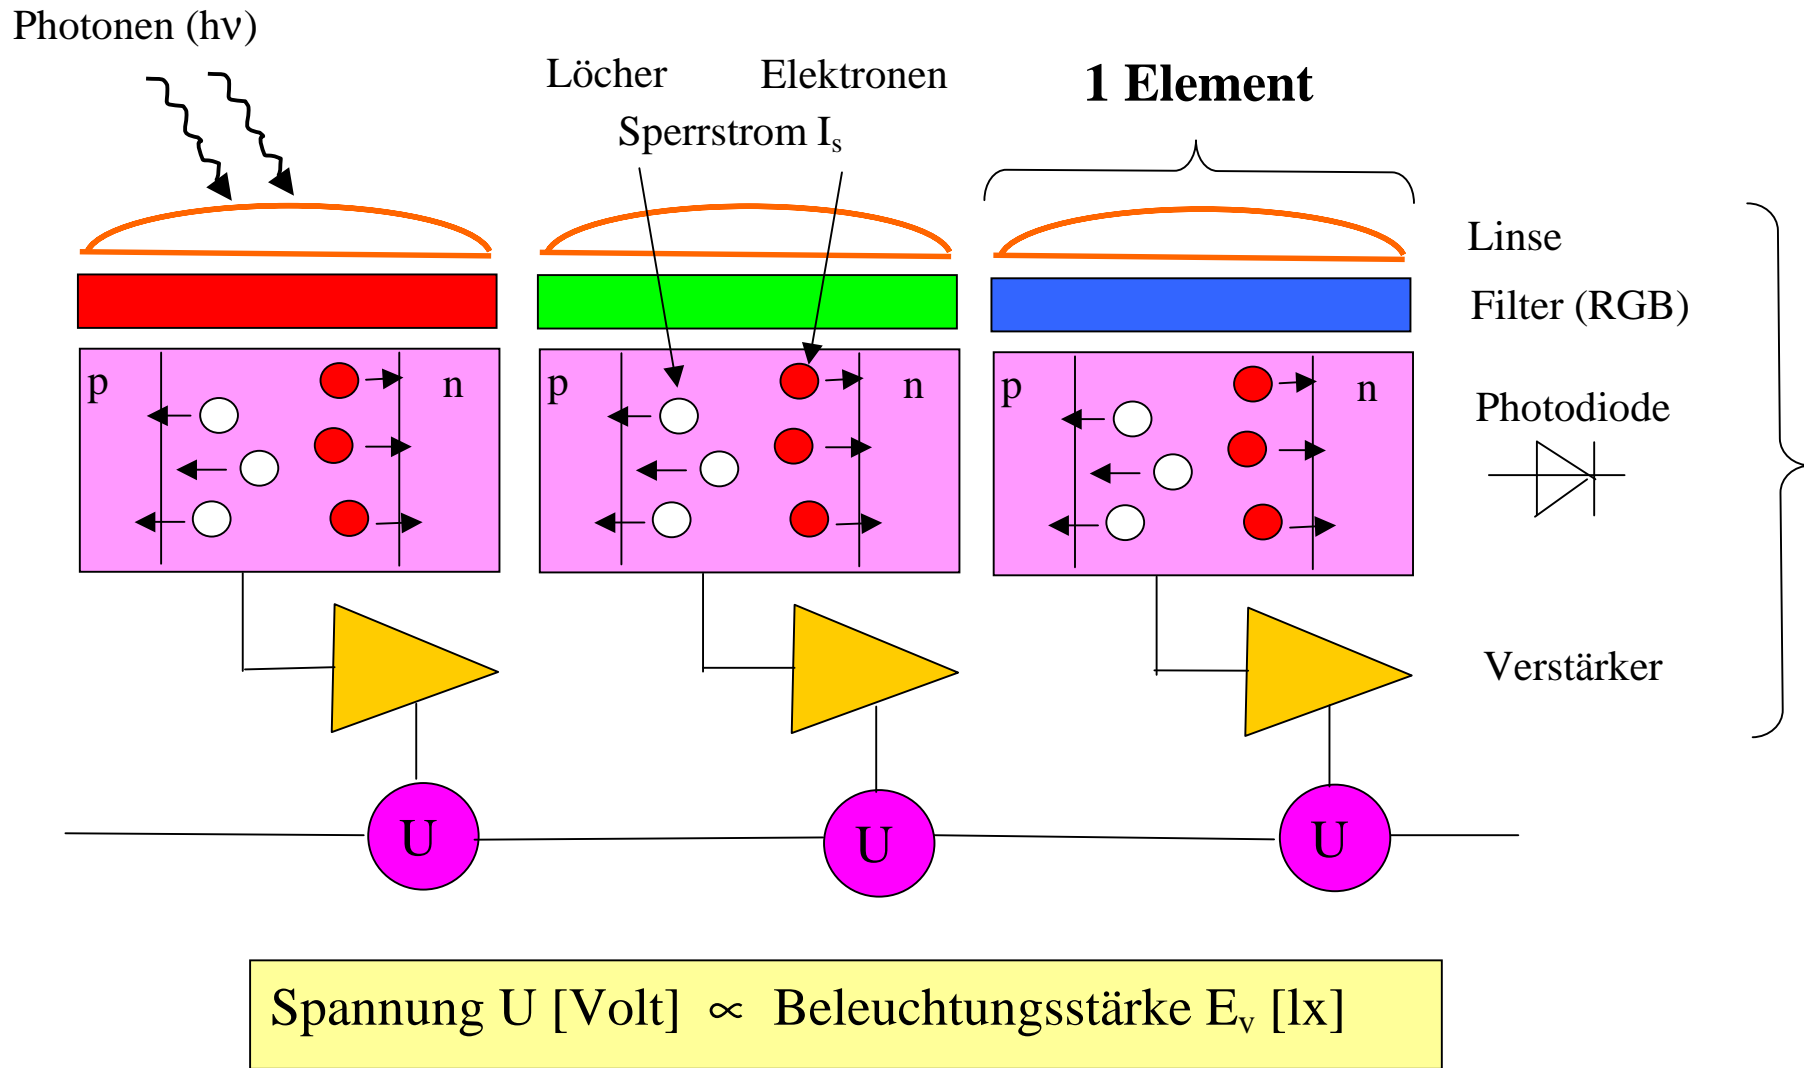 Photonen (hν)
Löcher Elektronen
1 Element
Sperrstrom Is
Linse
Filter (RGB)
p n p n p n
Photodiode
Verstärker
U U U
Spannung U [Volt] ∝ Beleuchtungsstärke Ev [lx]